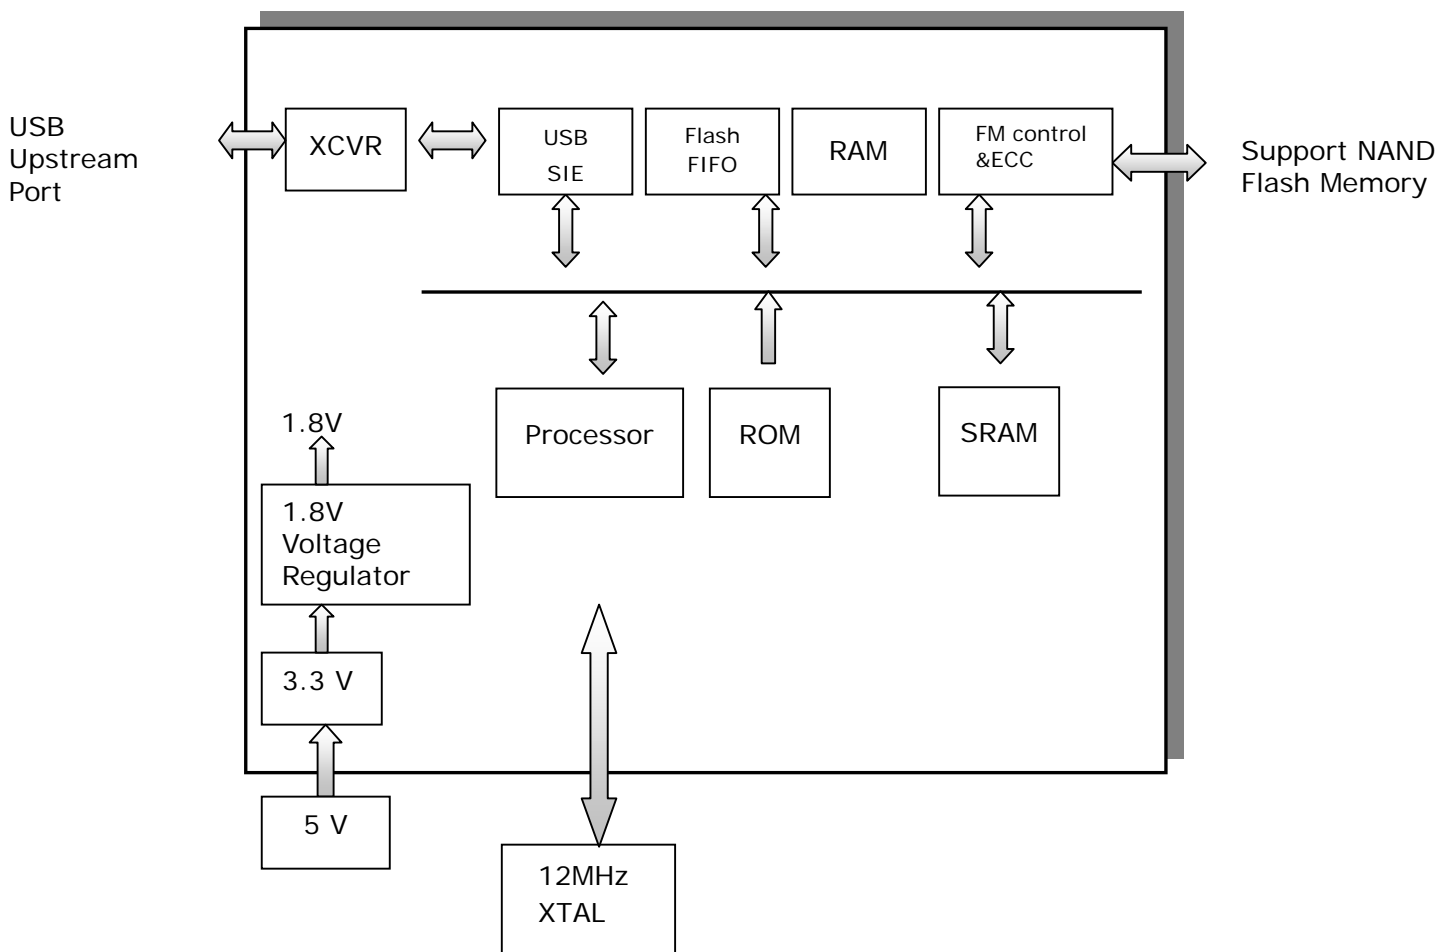 USB
Upstream
Port
XCVR
USB
SIE
Flash
FIFO
RAM
FM control
&ECC
Support NAND
Flash Memory
Processor
ROM
SRAM
1.8V
1.8V
Voltage
Regulator
3.3 V
5 V
12MHz
XTAL